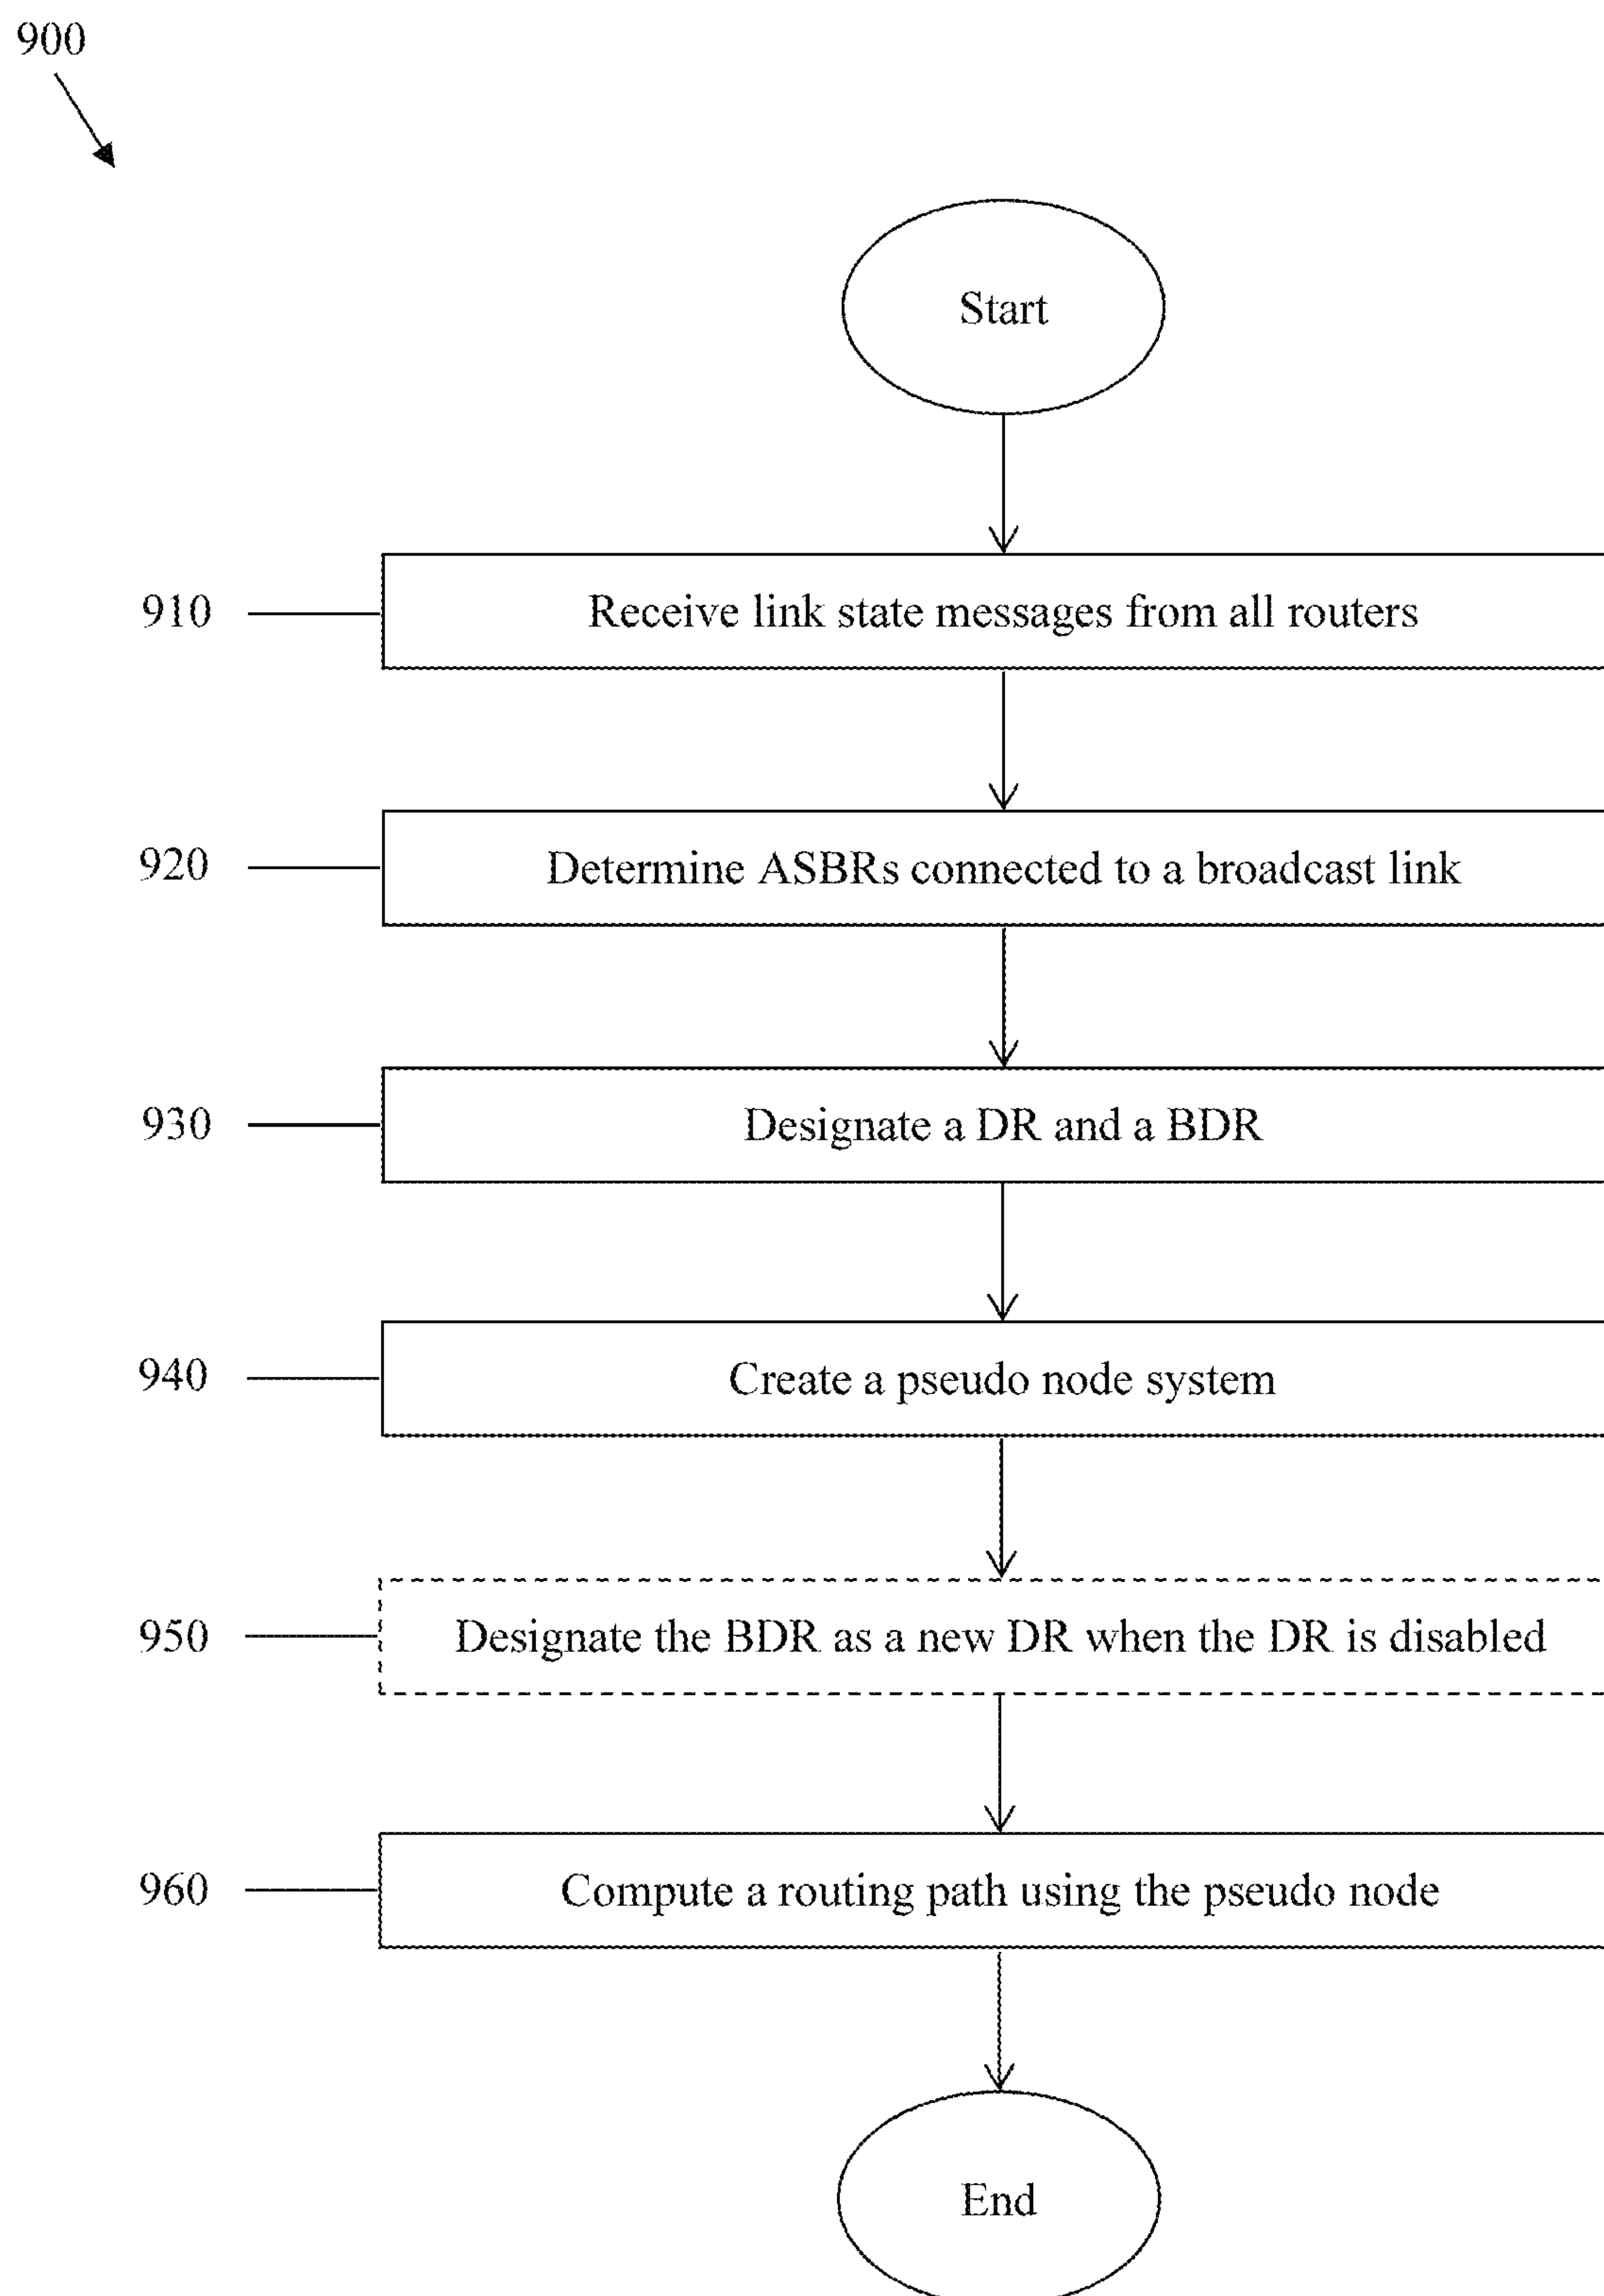 900
Start
910 Receive link state messages from all routers
920 Determine ASBRs connected to a broadcast link
930 Designate a DR and a BDR
940 Create a pseudo node system
950 Designate the BDR as a new DR when the DR is disabled
960 Compute a routing path using the pseudo node
End